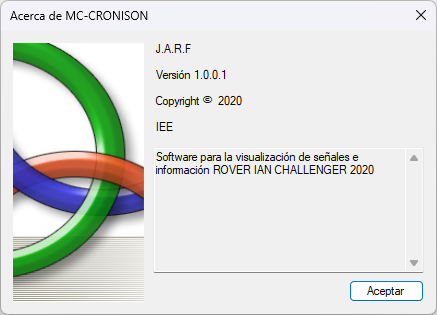 Acerca de MC-CRONISON
J.A.R.F
Versión 1.0.0.1
Copyright © 2020
IEE
Software para la visualización de señales e
información ROVER IAN CHALLENGER 2020
Aceptar